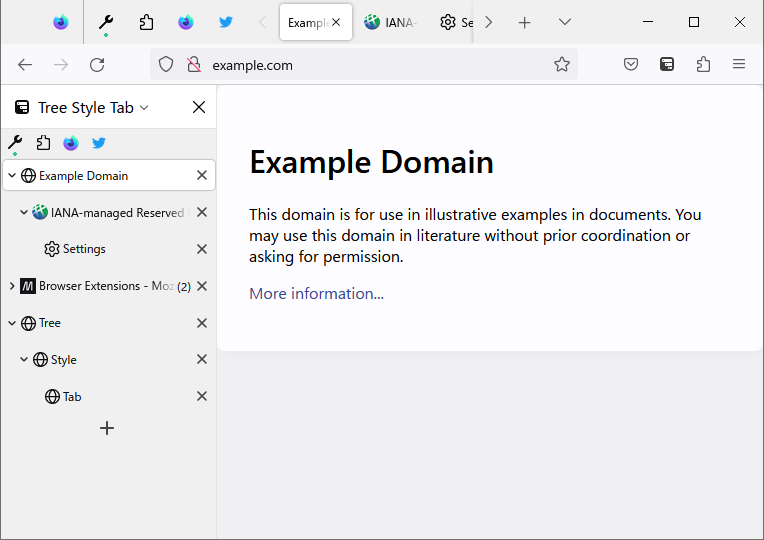 Example
IANA-
Se
example.com
Tree Style Tab
Example Domain
IANA-managed Reserved
Settings
Browser Extensions - Moz (2)
Tree
Style
Tab
Example Domain
This domain is for use in illustrative examples in documents. You
may use this domain in literature without prior coordination or
asking for permission.
More information...